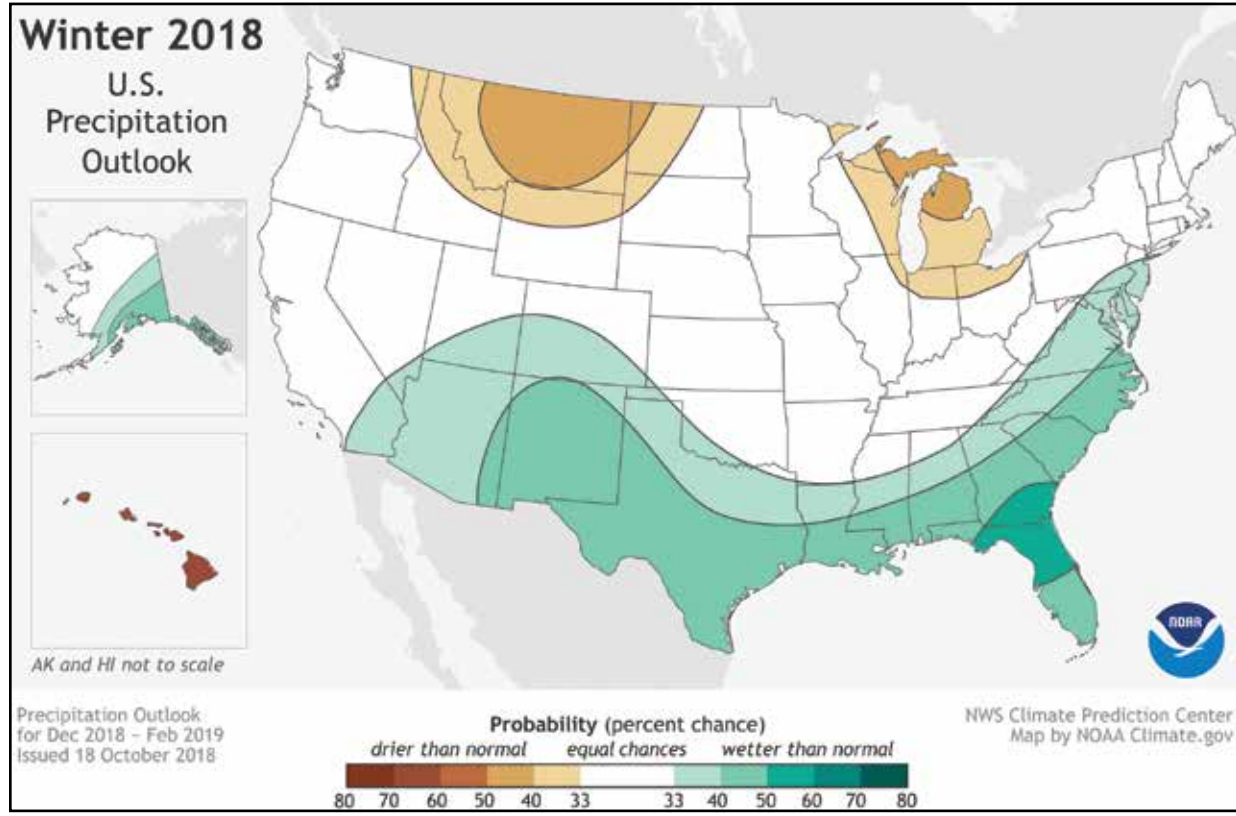 Winter 2018
U.S.
Precipitation
Outlook
AK and HI not to scale
Precipitation Outlook
for Dec 2018 – Feb 2019
Issued 18 October 2018
Probability (percent chance)
drier than normal equal chances wetter than normal
80 70 60 50 40 33 33 40 50 60 70 80
NOAA
NWS Climate Prediction Center
Map by NOAA Climate.gov